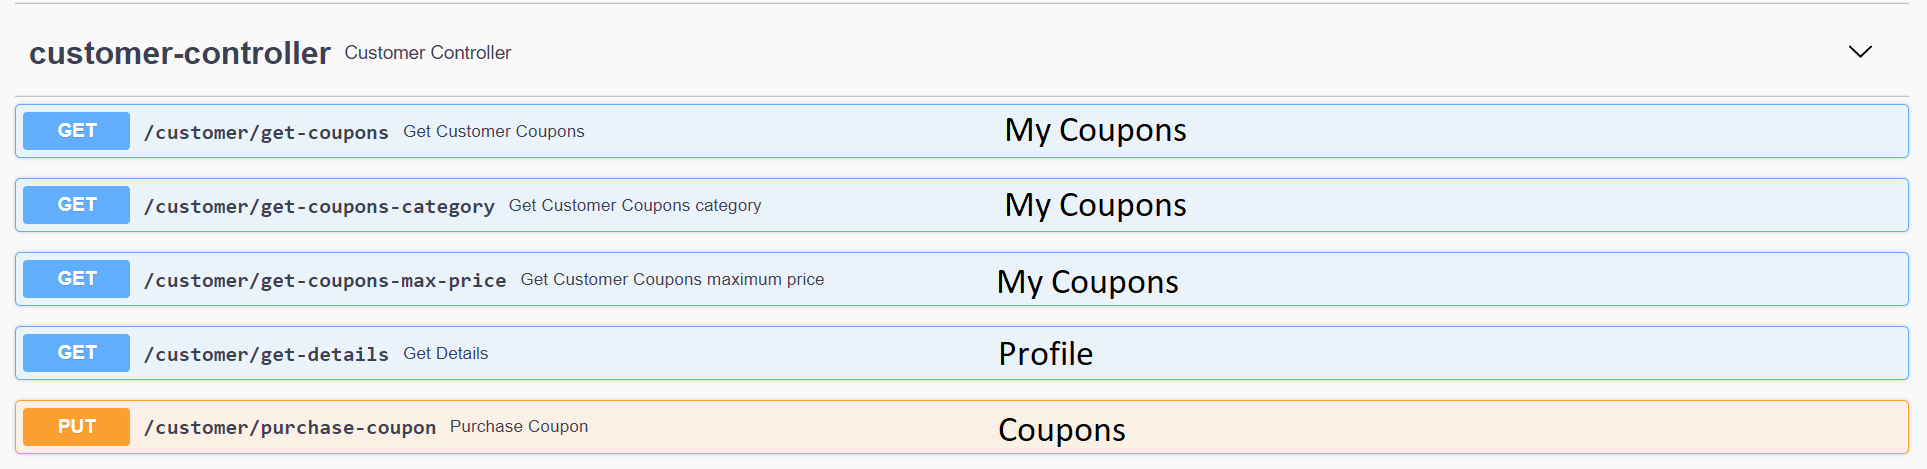 customer-controller Customer Controller
GET /customer/get-coupons Get Customer Coupons My Coupons
GET /customer/get-coupons-category Get Customer Coupons category My Coupons
GET /customer/get-coupons-max-price Get Customer Coupons maximum price My Coupons
GET /customer/get-details Get Details Profile
PUT /customer/purchase-coupon Purchase Coupon Coupons